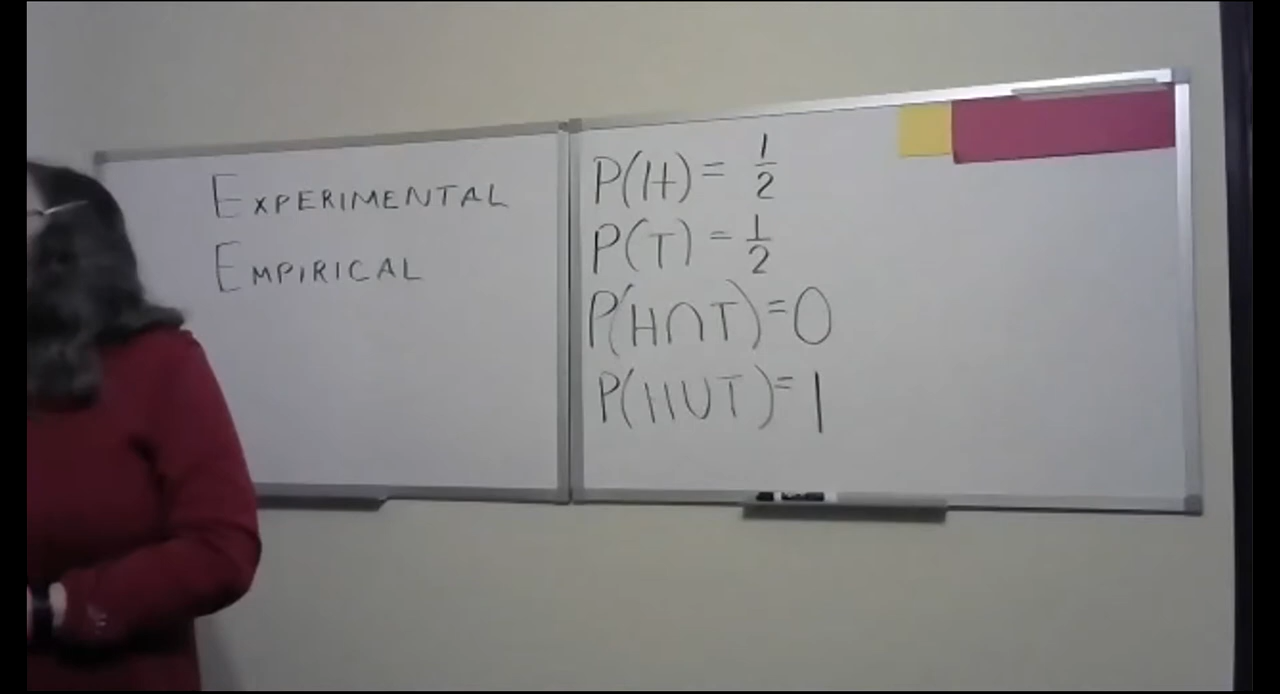 EXPERIMENTAL
EMPIRICAL
P(H) = 1/2
P(T) = 1/2
P(H∩T) = 0
P(H∪T) = 1